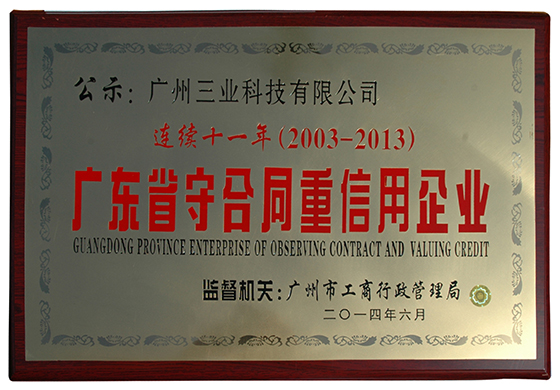 公示：广州三业科技有限公司
连续十一年(2003-2013)
广东省守合同重信用企业
GUANGDONG PROVINCE ENTERPRISE OF OBSERVING CONTRACT AND VALUING CREDIT
监督机关：广州市工商行政管理局
二〇一四年六月